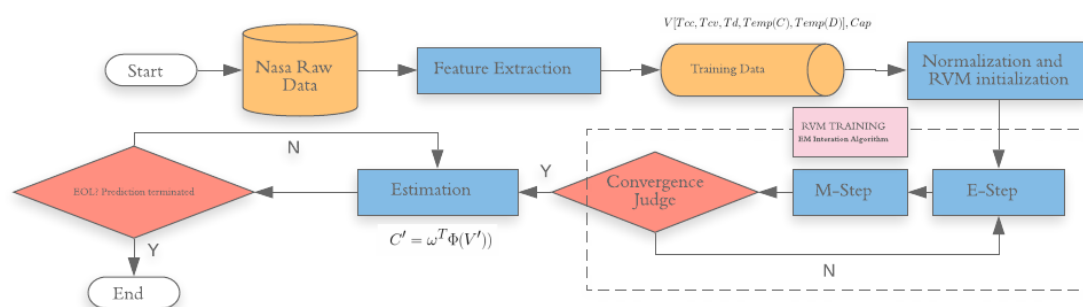 V[Tcc, Tcv, Td, Temp(C), Temp(D)], Cap
Start
Nasa Raw
Data
Feature Extraction
Training Data
Normalization and
RVM initialization
RVM TRAINING
EM Interation Algorithm
N
EOL? Prediction terminated
Estimation
Y
Convergence
Judge
M-Step
E-Step
C' = ω^T Φ(V'))
Y
N
End